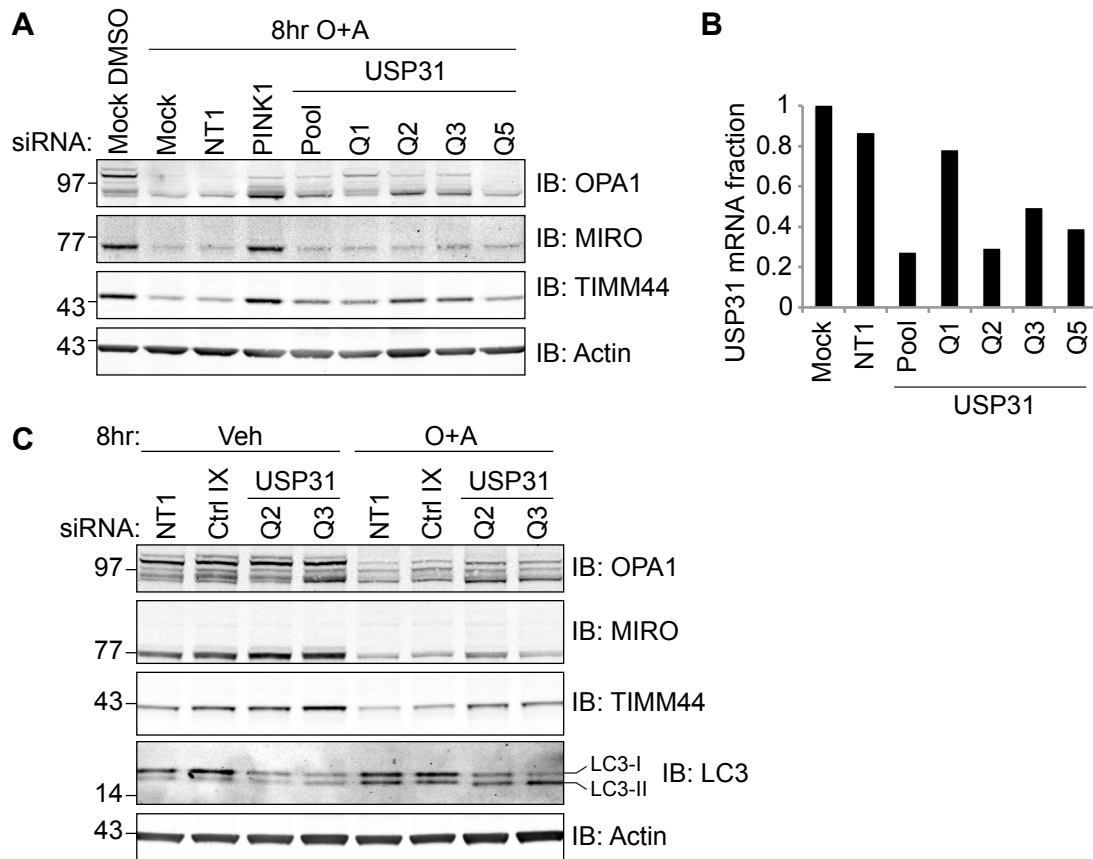 A
8hr O+A
USP31
siRNA: Mock DMSO Mock NT1 PINK1 Pool Q1 Q2 Q3 Q5
97 IB: OPA1
77 IB: MIRO
43 IB: TIMM44
43 IB: Actin
B
USP31 mRNA fraction
1
0.8
0.6
0.4
0.2
0
Mock NT1 Pool Q1 Q2 Q3 Q5
USP31
C
8hr: Veh O+A
USP31 USP31
siRNA: NT1 Ctrl IX Q2 Q3 NT1 Ctrl IX Q2 Q3
97 IB: OPA1
77 IB: MIRO
43 IB: TIMM44
LC3-I
IB: LC3
LC3-II
14
43 IB: Actin